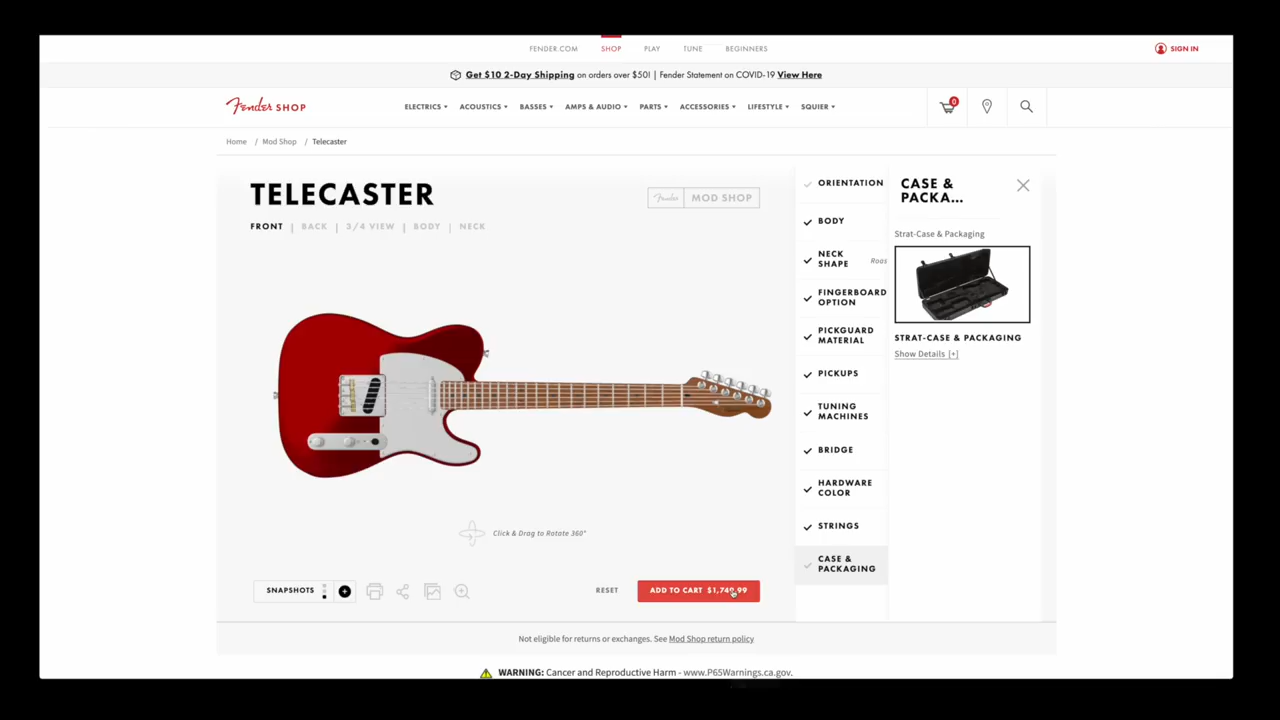 FENDER.COM SHOP PLAY TUNE BEGINNERS SIGN IN
Get $10 2-Day Shipping on orders over $50! | Fender Statement on COVID-19 View Here
Fender SHOP ELECTRICS ACOUSTICS BASSES AMPS & AUDIO PARTS ACCESSORIES LIFESTYLE SQUIER 0
Home / Mod Shop / Telecaster
TELECASTER
Fender MOD SHOP
FRONT | BACK | 3/4 VIEW | BODY | NECK
Click & Drag to Rotate 360°
SNAPSHOTS
RESET
ADD TO CART
ORIENTATION
BODY
NECK
SHAPE
Roas
FINGERBOARD
OPTION
PICKGUARD
MATERIAL
PICKUPS
TUNING
MACHINES
BRIDGE
HARDWARE
COLOR
STRINGS
CASE &
PACKAGING
CASE &
PACKA...
Strat-Case & Packaging
STRAT-CASE & PACKAGING
Show Details [+]
Not eligible for returns or exchanges. See Mod Shop return policy
WARNING: Cancer and Reproductive Harm - www.P65Warnings.ca.gov.